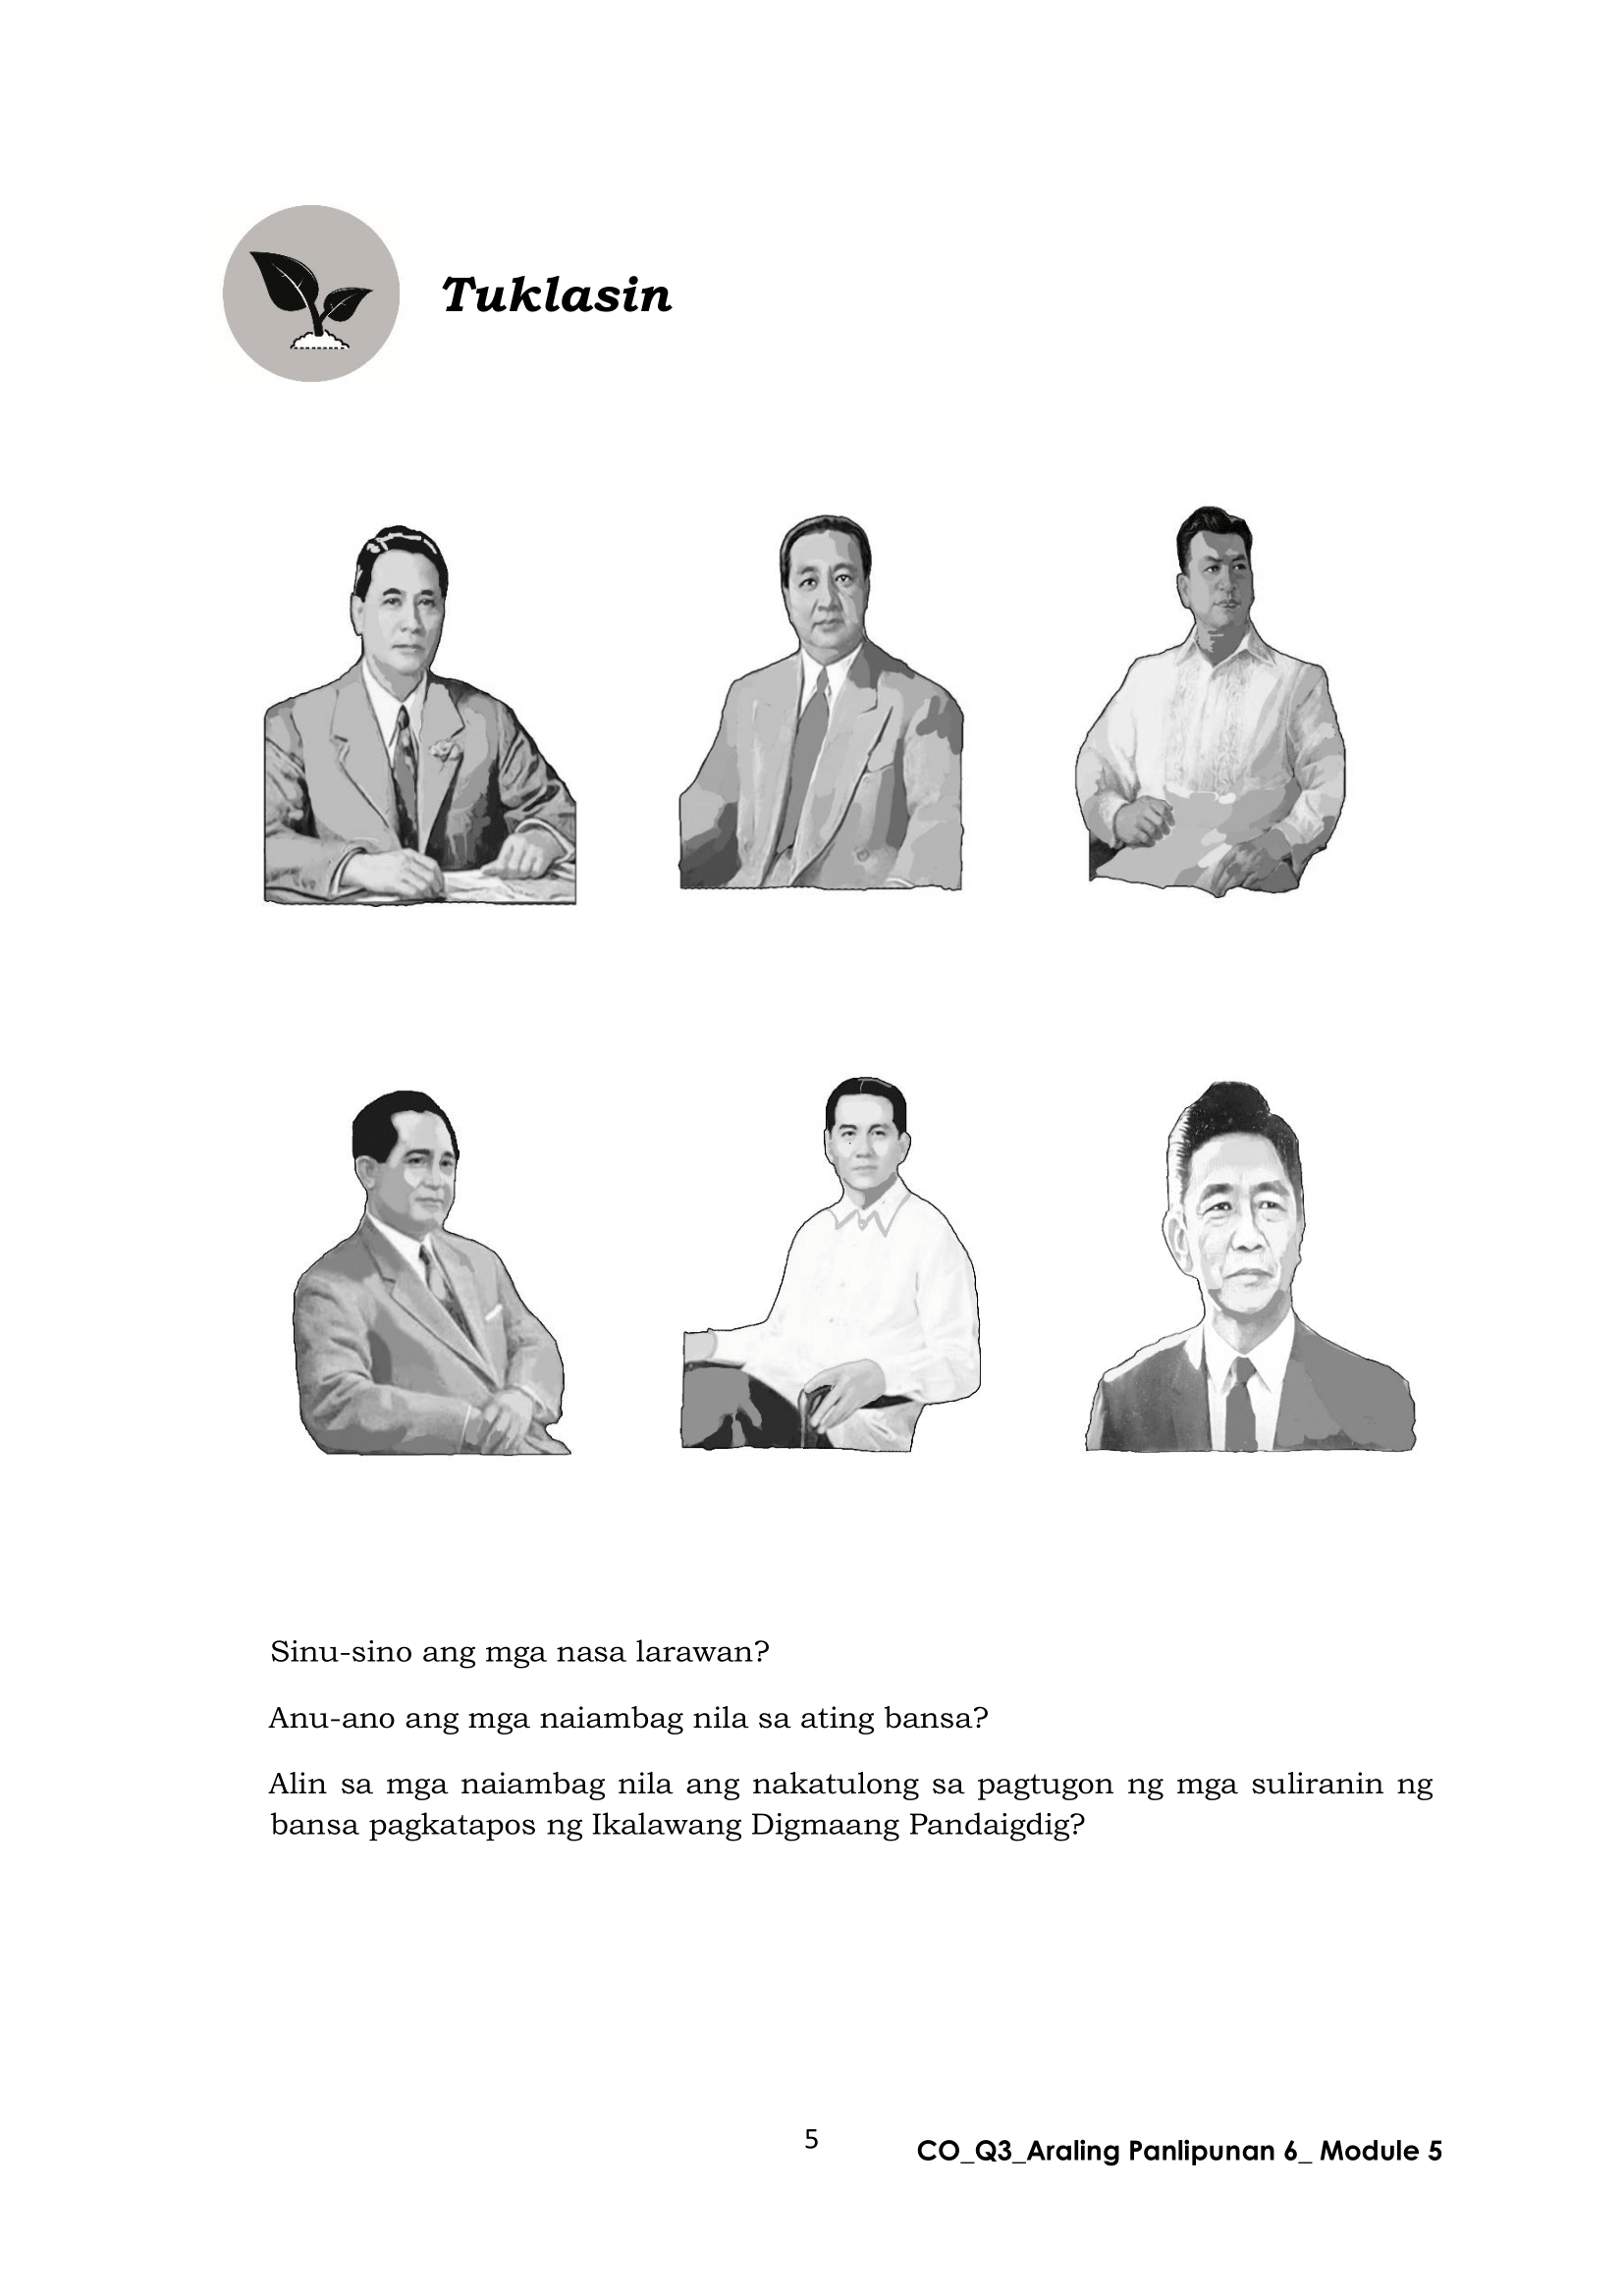 Tuklasin
Sinu-sino ang mga nasa larawan?
Anu-ano ang mga naiambag nila sa ating bansa?
Alin sa mga naiambag nila ang nakatulong sa pagtugon ng mga suliranin ng
bansa pagkatapos ng Ikalawang Digmaang Pandaigdig?
5
CO_Q3_Araling Panlipunan 6_ Module 5